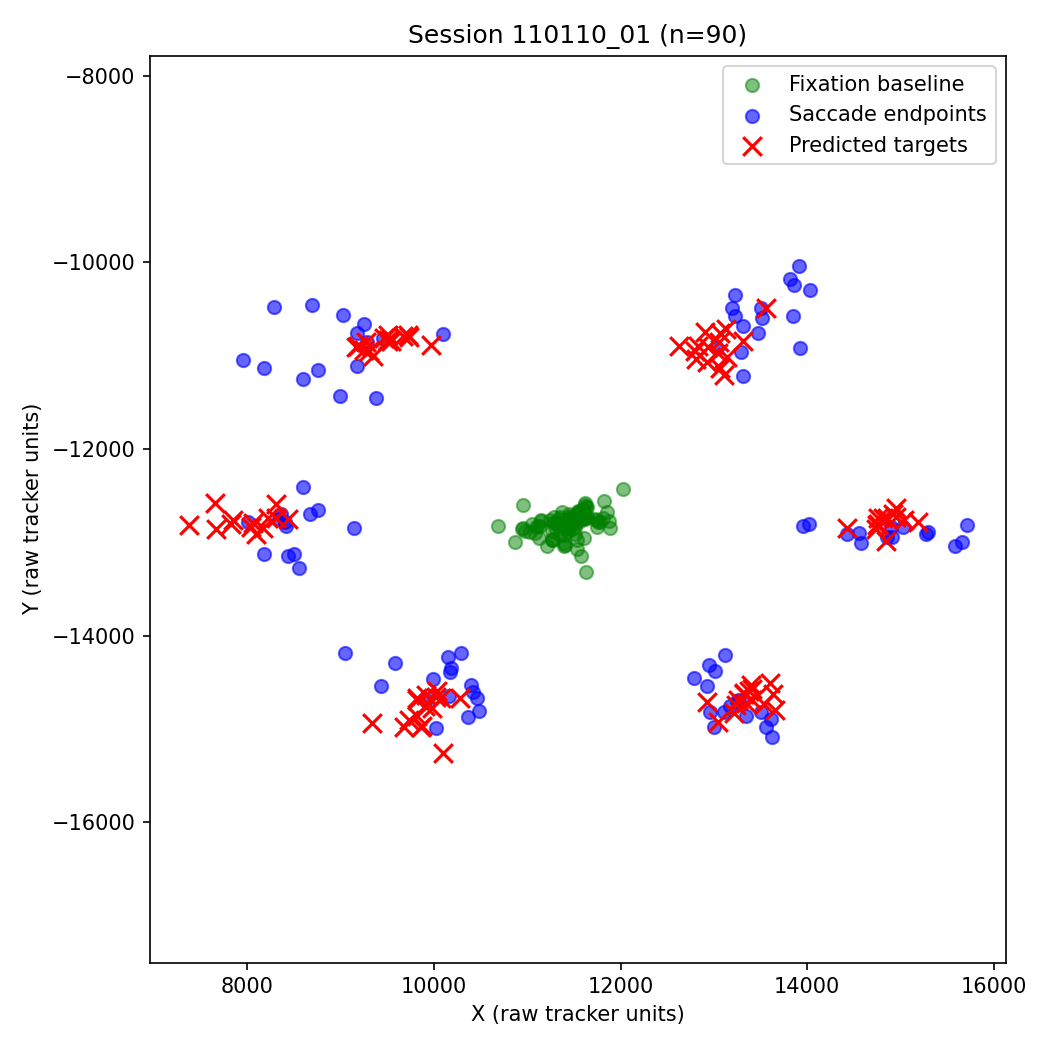 Session 110110_01 (n=90)
Fixation baseline
Saccade endpoints
Predicted targets
−8000
−10000
−12000
−14000
−16000
Y (raw tracker units)
8000 10000 12000 14000 16000
X (raw tracker units)